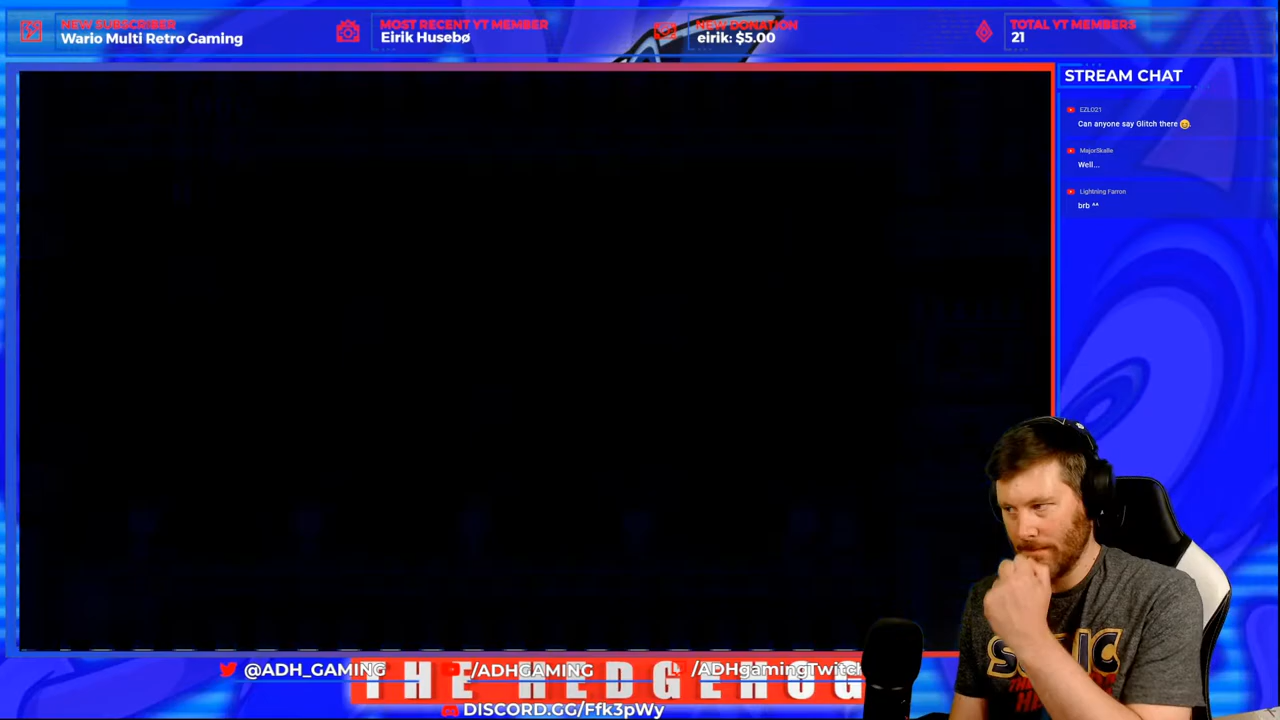 NEW SUBSCRIBER
Wario Multi Retro Gaming
MOST RECENT YT MEMBER
Eirik Husebø
NEW DONATION
eirik: $5.00
TOTAL YT MEMBERS
21
STREAM CHAT
EZLO21
Can anyone say Glitch there 😆.
MajorSkalle
Well...
Lightning Farron
brb ^^
SONIC
@ADH_GAMING
/ADHGAMING
/ADHgamingTwitch
THE HEDGEHOG
DISCORD.GG/Ffk3pWy